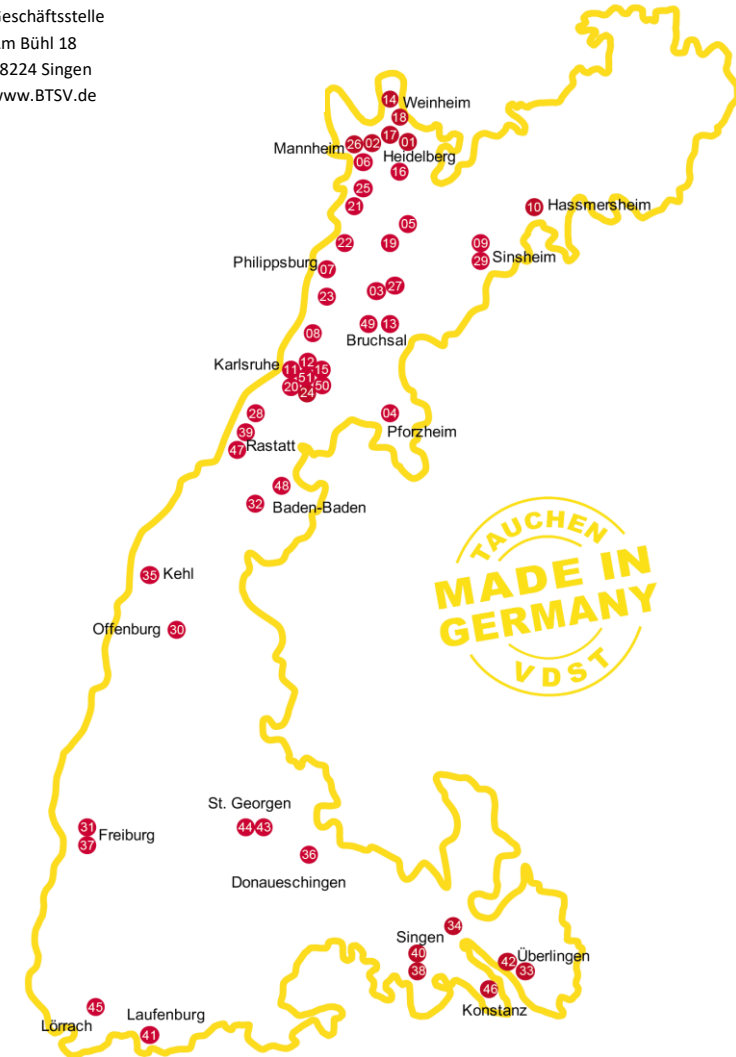 eschäftsstelle
m Bühl 18
8224 Singen
www.BTSV.de
14 Weinheim
18
17
Mannheim 26 02 01
Heidelberg
06
16
25
21
10 Hassmersheim
05
22 19 09
29 Sinsheim
Philippsburg 07
03 27
23
49 13
08
Bruchsal
12
Karlsruhe 11 15
51
20 50
24
28 04
39 Pforzheim
47 Rastatt
48
32 Baden-Baden
TAUCHEN
MADE IN
GERMANY
VDST
35 Kehl
Offenburg 30
St. Georgen
31 44 43
Freiburg
37
36
Donaueschingen
34
Singen
40
42 Überlingen
38 33
46
Konstanz
45
Lörrach
Laufenburg
41